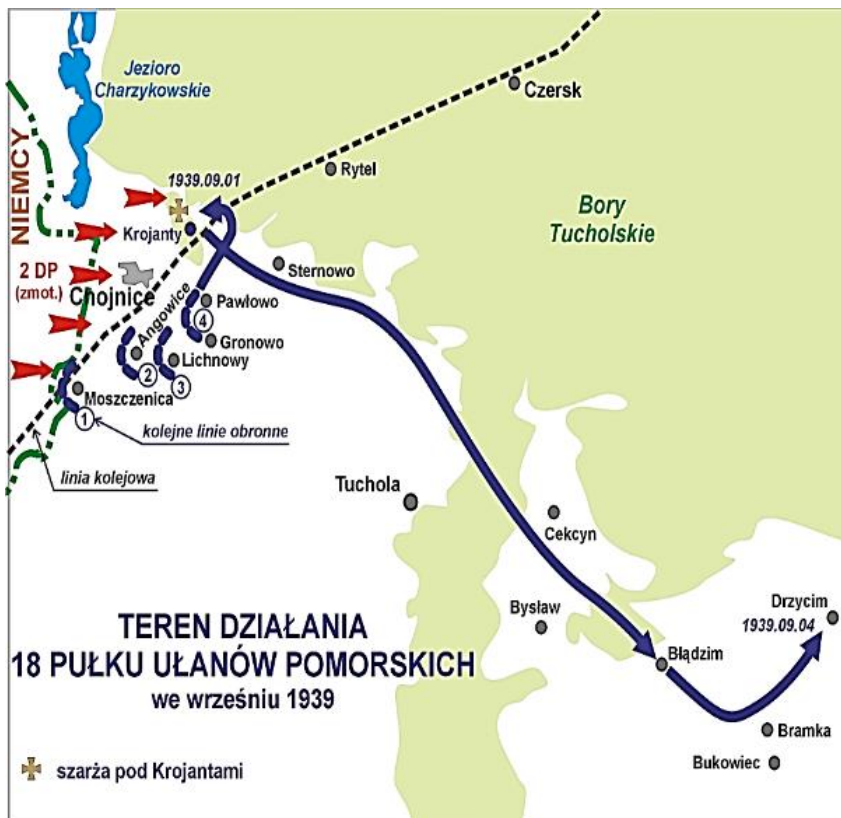 Jezioro
Charzykowskie
Czersk
NIEMCY
1939.09.01
Rytel
Bory
Tucholskie
Krojanty
Sternowo
2 DP
(zmot.)
Chojnice
Angowice
Pawłowo
4
Gronowo
Lichnowy
2
3
Moszczenica
1
kolejne linie obronne
linia kolejowa
Tuchola
Cekcyn
Bysław
Drzycim
1939.09.04
Błądzim
Bramka
Bukowiec
TEREN DZIAŁANIA
18 PUŁKU UŁANÓW POMORSKICH
we wrześniu 1939
szarża pod Krojantami